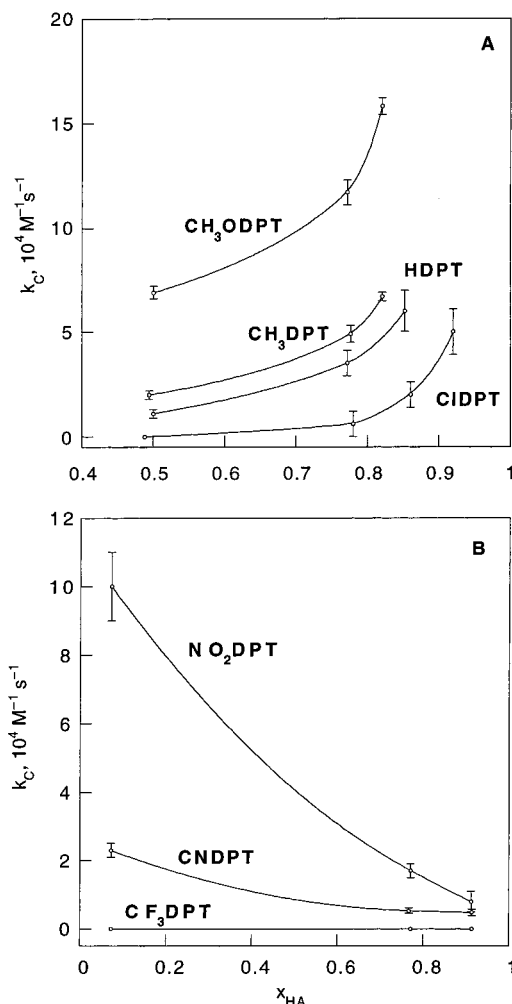 A
20
15
10
5
0
k_C, 10^4 M^-1 s^-1
CH3ODPT
HDPT
CH3DPT
ClDPT
0.4 0.5 0.6 0.7 0.8 0.9 1
B
12
10
8
6
4
2
0
k_C, 10^4 M^-1 s^-1
NO2DPT
CNDPT
CF3DPT
0 0.2 0.4 0.6 0.8 1
x_HA